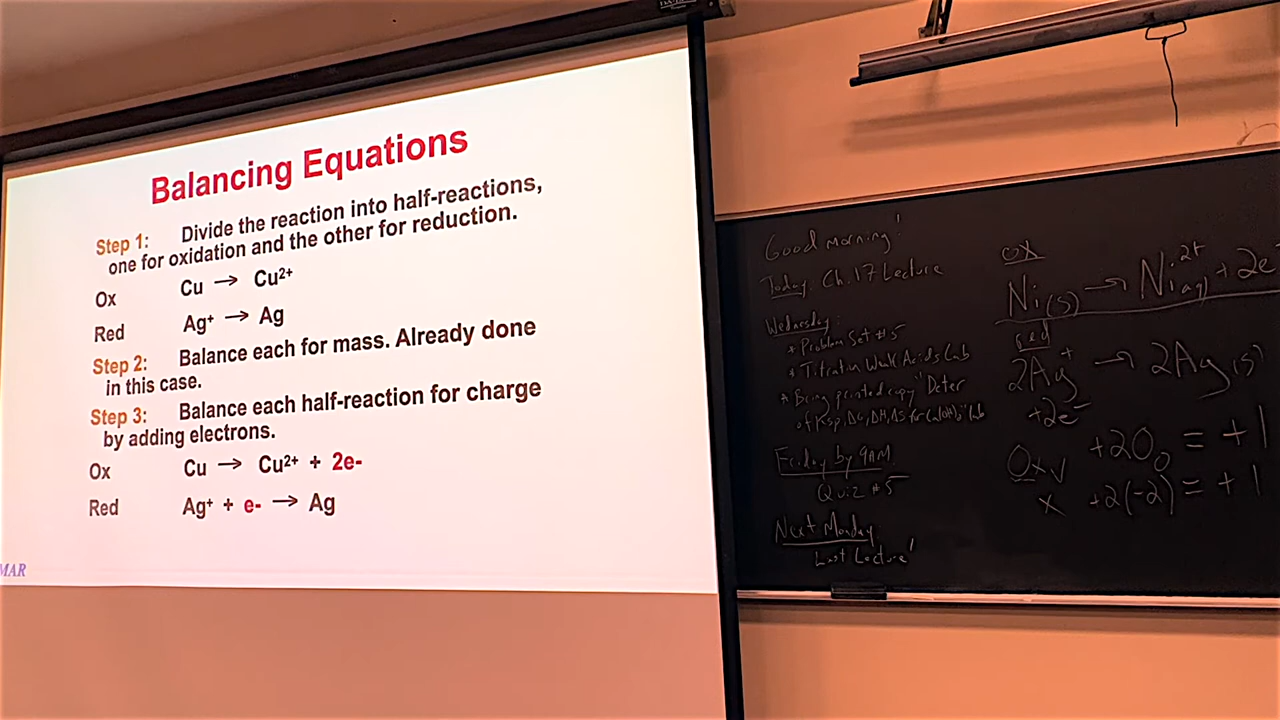 Balancing Equations
Step 1: Divide the reaction into half-reactions,
one for oxidation and the other for reduction.
Ox Cu → Cu²⁺
Red Ag⁺ → Ag
Step 2: Balance each for mass. Already done
in this case.
Step 3: Balance each half-reaction for charge
by adding electrons.
Ox Cu → Cu²⁺ + 2e-
Red Ag⁺ + e- → Ag
MAR
Good morning!
Today: Ch. 17 Lecture
Wednesday:
* Problem Set #5
* Titration Weak Acids Lab
* Bring printed copy "Deter
of Ksp, ΔG, ΔH, ΔS for Ca(OH)₂" Lab
Friday by 9AM
Quiz #5
Next Monday
Last Lecture!
OX
Ni(s) → Ni²⁺(aq) + 2e⁻
red
2Ag⁺ → 2Ag(s)
+2e⁻
+2O = +1
x +2(-2) = +1